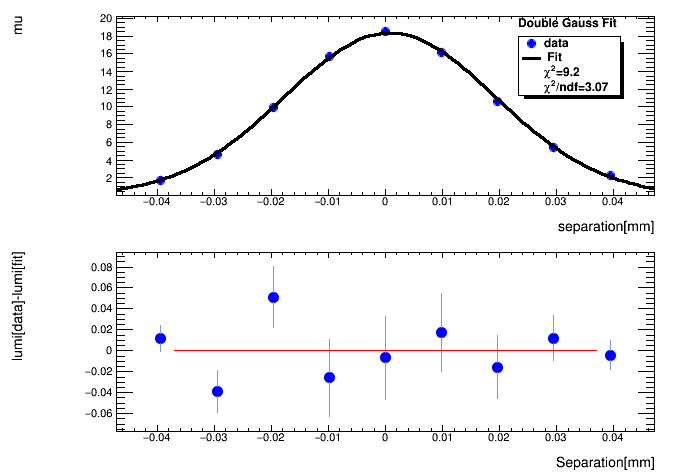 mu
Double Gauss Fit
data
Fit
χ²=9.2
χ²/ndf=3.07
20
18
16
14
12
10
8
6
4
2
−0.04 −0.03 −0.02 −0.01 0 0.01 0.02 0.03 0.04
separation[mm]
lumi[data]-lumi[fit]
0.08
0.06
0.04
0.02
0
−0.02
−0.04
−0.06
−0.04 −0.03 −0.02 −0.01 0 0.01 0.02 0.03 0.04
Separation[mm]